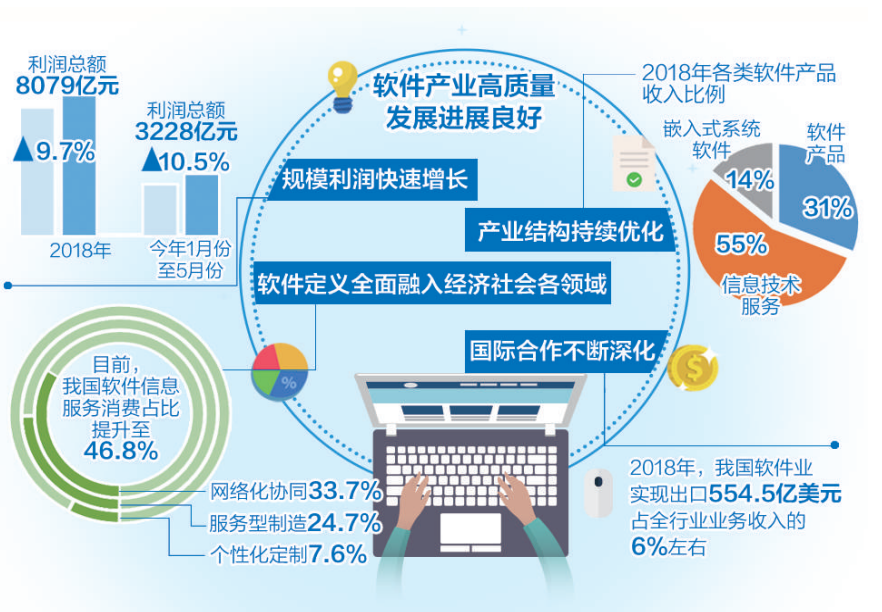 软件产业高质量
发展进展良好
利润总额
8079亿元
▲9.7%
2018年
利润总额
3228亿元
▲10.5%
今年1月份
至5月份
规模利润快速增长
产业结构持续优化
2018年各类软件产品
收入比例
嵌入式系统
软件
14%
软件
产品
31%
55%
信息技术
服务
软件定义全面融入经济社会各领域
目前，
我国软件信息
服务消费占比
提升至
46.8%
网络化协同33.7%
服务型制造24.7%
个性化定制7.6%
%
国际合作不断深化
$
2018年，我国软件业
实现出口554.5亿美元
占全行业业务收入的
6%左右